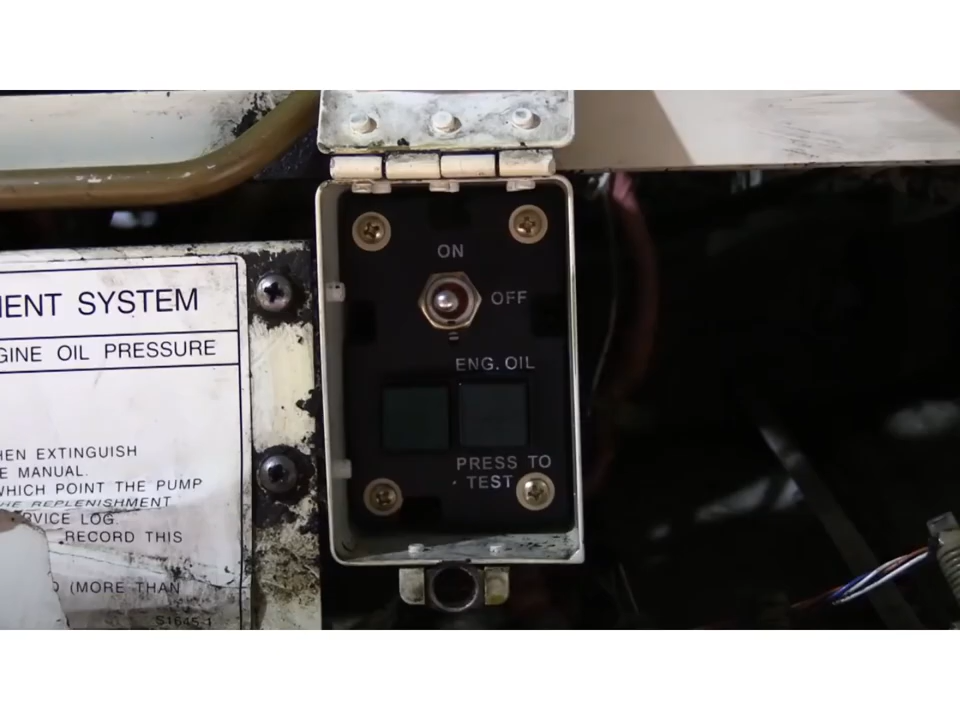 ENT SYSTEM
GINE OIL PRESSURE
HEN EXTINGUISH
E MANUAL.
WHICH POINT THE PUMP
HE REPLENISHMENT
RVICE LOG.
RECORD THIS
(MORE THAN
S1645-1
ON
OFF
ENG. OIL
PRESS TO
TEST